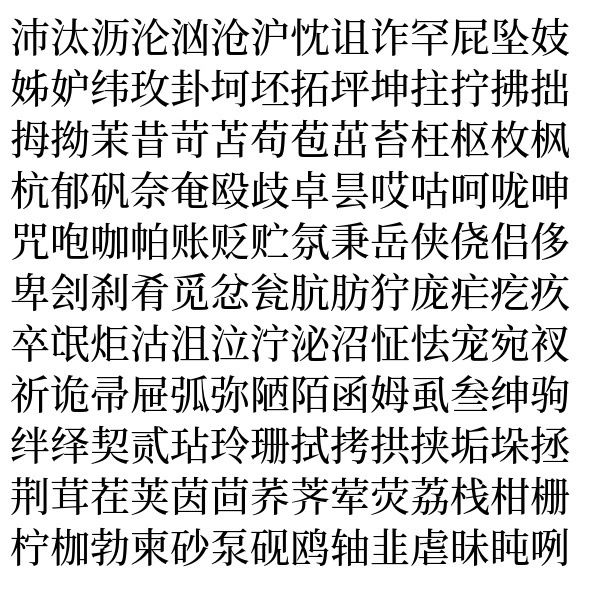 沛汰沥沦汹沧沪忱诅诈罕屁坠妓
姊妒纬玫卦坷坯拓坪坤拄拧拂拙
拇拗茉昔苛苫苟苞茁苔枉枢枚枫
杭郁矾奈奄殴歧卓昙哎咕呵咙呻
咒咆咖帕账贬贮氛秉岳侠侥侣侈
卑刽刹肴觅忿瓮肮肪狞庞疟疙疚
卒氓炬沽沮泣泞泌沼怔怯宠宛衩
祈诡帚屉弧弥陋陌函姆虱叁绅驹
绊绎契贰玷玲珊拭拷拱挟垢垛拯
荆茸茬荚茵茴荞荠荤荧荔栈柑栅
柠枷勃柬砂泵砚鸥轴韭虐昧盹咧